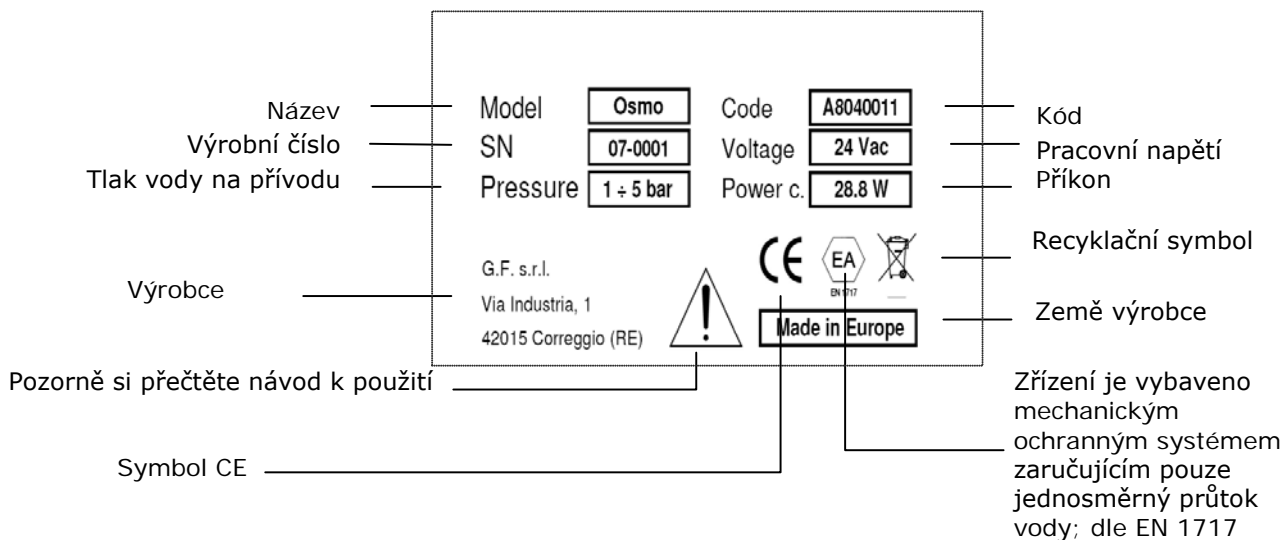 Název
Výrobní číslo
Tlak vody na přívodu
Výrobce
Pozorně si přečtěte návod k použití
Symbol CE
Model Osmo Code A8040011
SN 07-0001 Voltage 24 Vac
Pressure 1 ÷ 5 bar Power c. 28.8 W
G.F. s.r.l.
Via Industria, 1
42015 Correggio (RE)
CE
EA
EN 1717
Made in Europe
Kód
Pracovní napětí
Příkon
Recyklační symbol
Země výrobce
Zřízení je vybaveno
mechanickým
ochranným systémem
zaručujícím pouze
jednosměrný průtok
vody; dle EN 1717